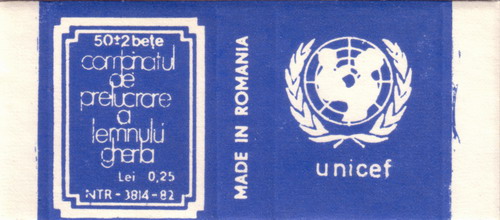 50±2 bețe
combinatul
de
prelucrare
a
lemnului
gherla
Lei 0,25
NTR - 3814 - 82
MADE IN ROMANIA
unicef